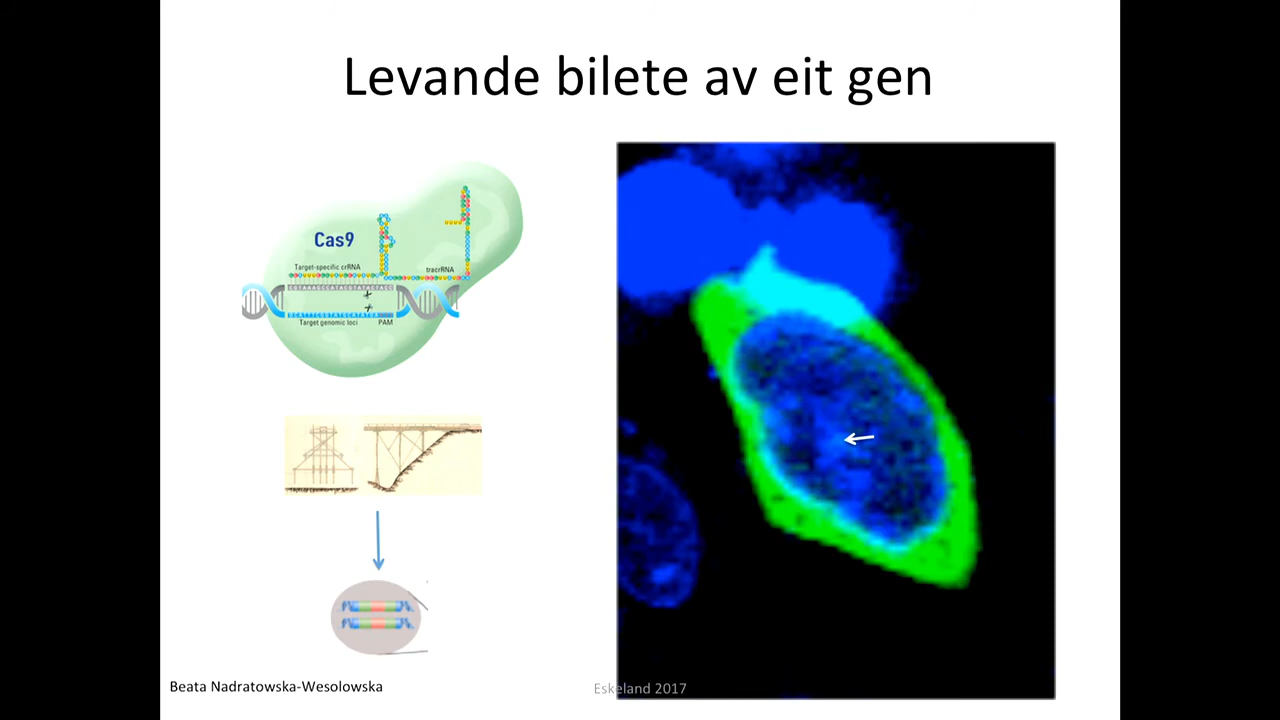 Levande bilete av eit gen
Cas9
Target-specific crRNA
tracrRNA
Target genomic loci
PAM
Beata Nadratowska-Wesolowska
Eskeland 2017